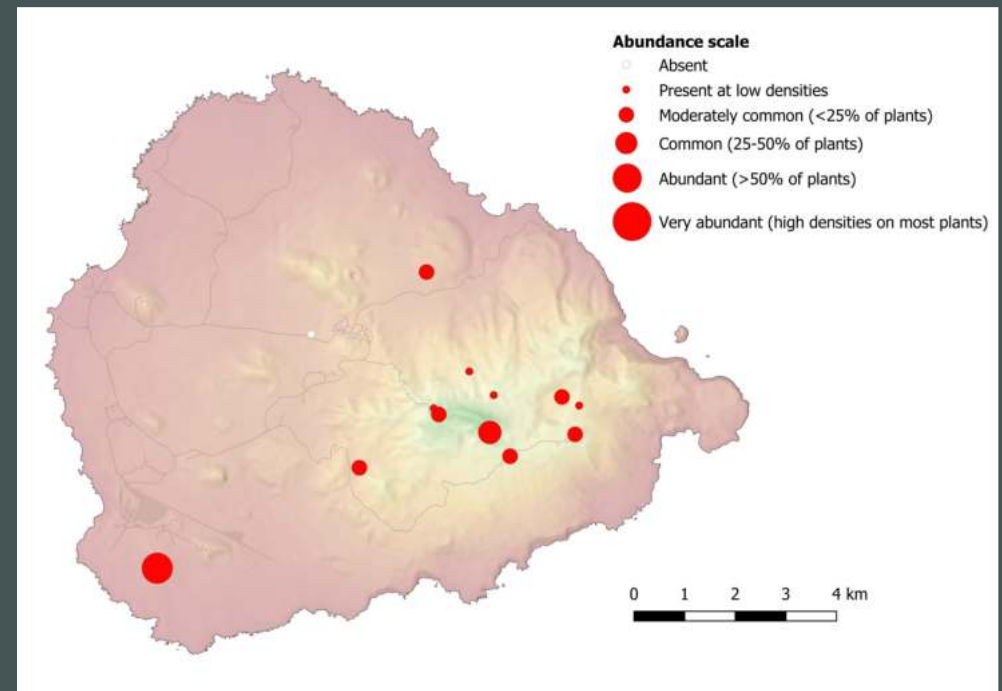 Abundance scale
Absent
Present at low densities
Moderately common (<25% of plants)
Common (25-50% of plants)
Abundant (>50% of plants)
Very abundant (high densities on most plants)
0 1 2 3 4 km